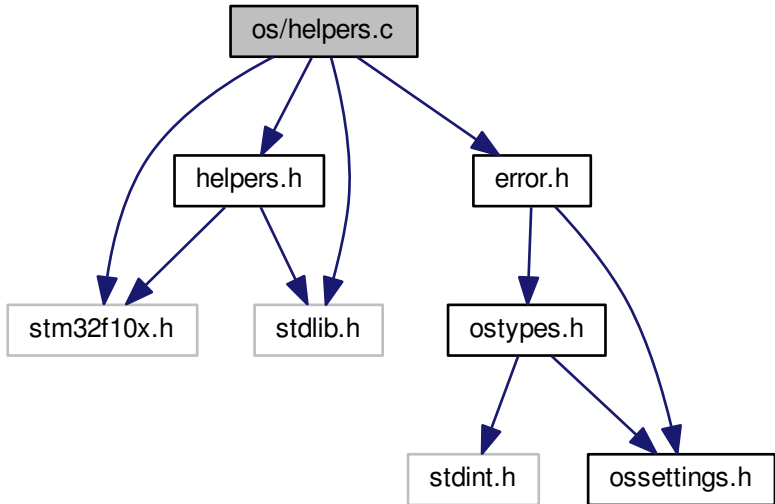 os/helpers.c
helpers.h
error.h
stm32f10x.h
stdlib.h
ostypes.h
stdint.h
ossettings.h